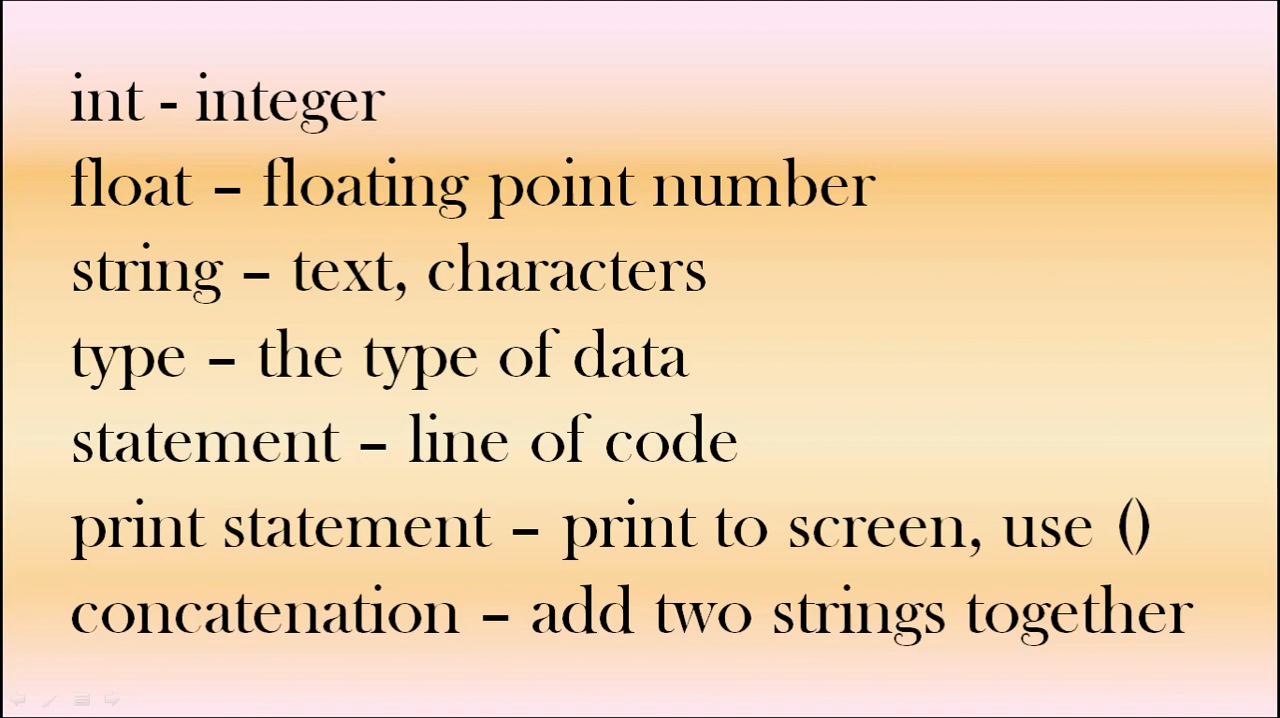 int - integer
float – floating point number
string – text, characters
type – the type of data
statement – line of code
print statement – print to screen, use ()
concatenation – add two strings together